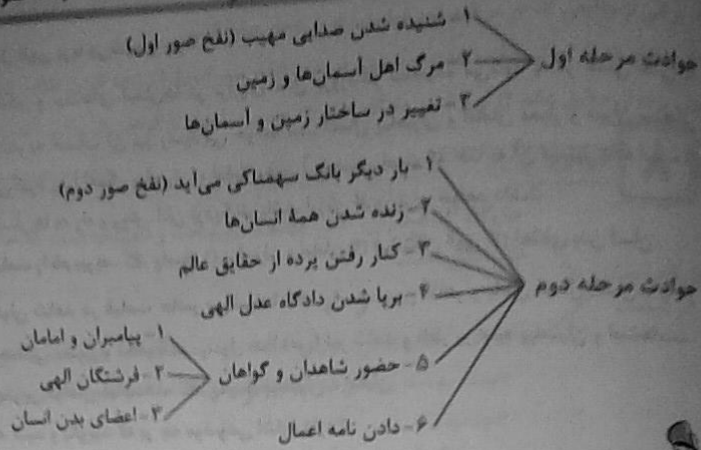 حوادث مرحله اول
۱- شنیده شدن صدایی مهیب (نفخ صور اول)
۲- مرگ اهل آسمان‌ها و زمین
۳- تغییر در ساختار زمین و آسمان‌ها
حوادث مرحله دوم
۱- بار دیگر بانگ سهمناکی می‌آید (نفخ صور دوم)
۲- زنده شدن همهٔ انسان‌ها
۳- کنار رفتن پرده از حقایق عالم
۴- برپا شدن دادگاه عدل الهی
۵- حضور شاهدان و گواهان
۱- پیامبران و امامان
۲- فرشتگان الهی
۳- اعضای بدن انسان
۶- دادن نامه اعمال